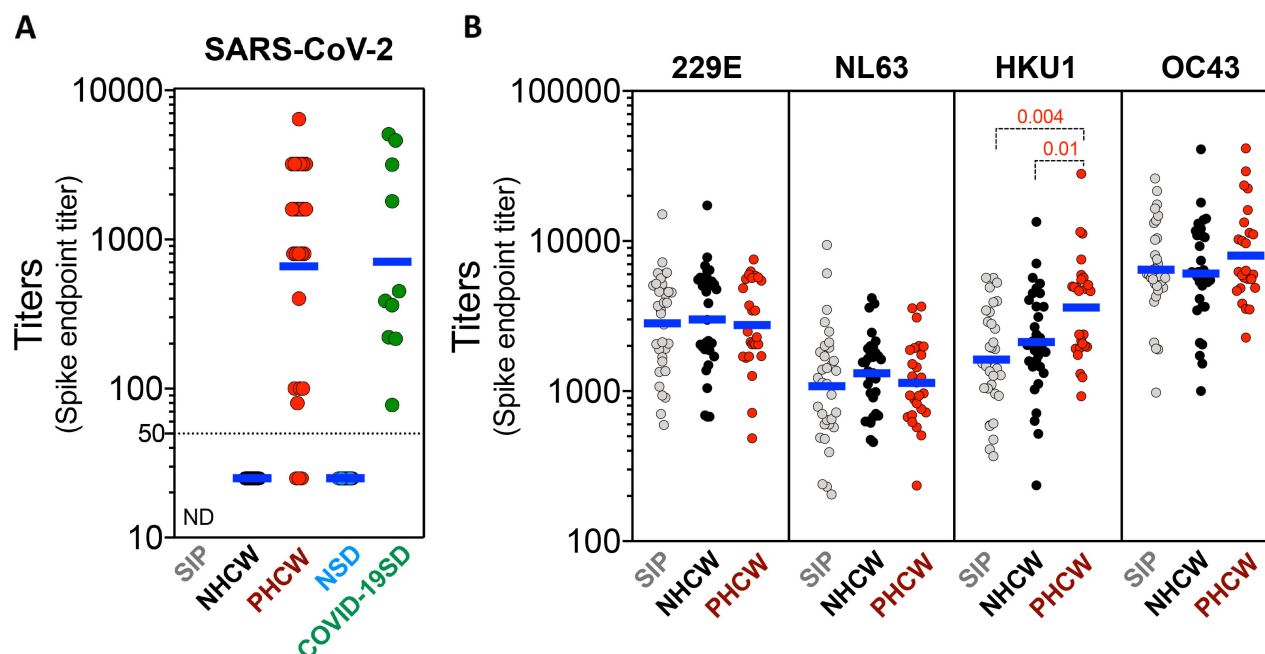 A
SARS-CoV-2
10000
1000
100
50
10
Titers
(Spike endpoint titer)
ND
SIP
NHCW
PHCW
NSD
COVID-19SD
B
229E
NL63
HKU1
OC43
100000
10000
1000
100
Titers
(Spike endpoint titer)
0.004
0.01
SIP
NHCW
PHCW
SIP
NHCW
PHCW
SIP
NHCW
PHCW
SIP
NHCW
PHCW